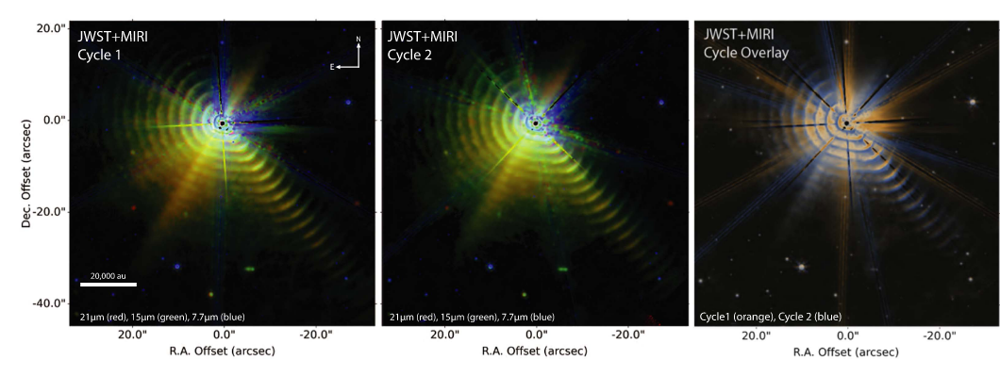 JWST+MIRI
Cycle 1
N
E
20,000 au
21μm (red), 15μm (green), 7.7μm (blue)
JWST+MIRI
Cycle 2
21μm (red), 15μm (green), 7.7μm (blue)
JWST+MIRI
Cycle Overlay
Cycle1 (orange), Cycle 2 (blue)
20.0"
0.0"
-20.0"
-40.0"
Dec. Offset (arcsec)
20.0"
0.0"
-20.0"
R.A. Offset (arcsec)
20.0"
0.0"
-20.0"
R.A. Offset (arcsec)
20.0"
0.0"
-20.0"
R.A. Offset (arcsec)